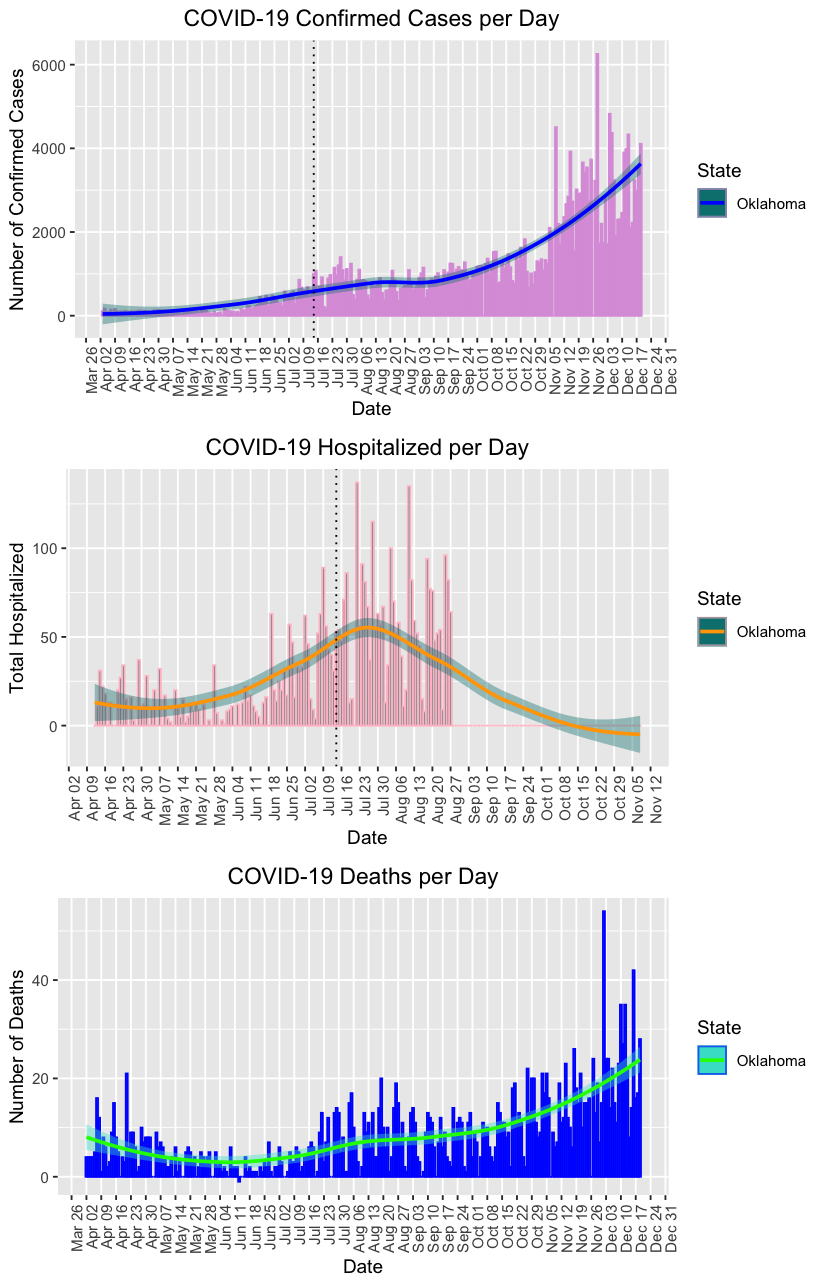 COVID-19 Confirmed Cases per Day
Number of Confirmed Cases
6000
4000
2000
0
Mar 26
Apr 02
Apr 09
Apr 16
Apr 23
Apr 30
May 07
May 14
May 21
May 28
Jun 04
Jun 11
Jun 18
Jun 25
Jul 02
Jul 09
Jul 16
Jul 23
Jul 30
Aug 06
Aug 13
Aug 20
Aug 27
Sep 03
Sep 10
Sep 17
Sep 24
Oct 01
Oct 08
Oct 15
Oct 22
Oct 29
Nov 05
Nov 12
Nov 19
Nov 26
Dec 03
Dec 10
Dec 17
Dec 24
Dec 31
Date
State
Oklahoma
COVID-19 Hospitalized per Day
Total Hospitalized
100
50
0
Apr 02
Apr 09
Apr 16
Apr 23
Apr 30
May 07
May 14
May 21
May 28
Jun 04
Jun 11
Jun 18
Jun 25
Jul 02
Jul 09
Jul 16
Jul 23
Jul 30
Aug 06
Aug 13
Aug 20
Aug 27
Sep 03
Sep 10
Sep 17
Sep 24
Oct 01
Oct 08
Oct 15
Oct 22
Oct 29
Nov 05
Nov 12
Date
State
Oklahoma
COVID-19 Deaths per Day
Number of Deaths
40
20
0
Mar 26
Apr 02
Apr 09
Apr 16
Apr 23
Apr 30
May 07
May 14
May 21
May 28
Jun 04
Jun 11
Jun 18
Jun 25
Jul 02
Jul 09
Jul 16
Jul 23
Jul 30
Aug 06
Aug 13
Aug 20
Aug 27
Sep 03
Sep 10
Sep 17
Sep 24
Oct 01
Oct 08
Oct 15
Oct 22
Oct 29
Nov 05
Nov 12
Nov 19
Nov 26
Dec 03
Dec 10
Dec 17
Dec 24
Dec 31
Date
State
Oklahoma